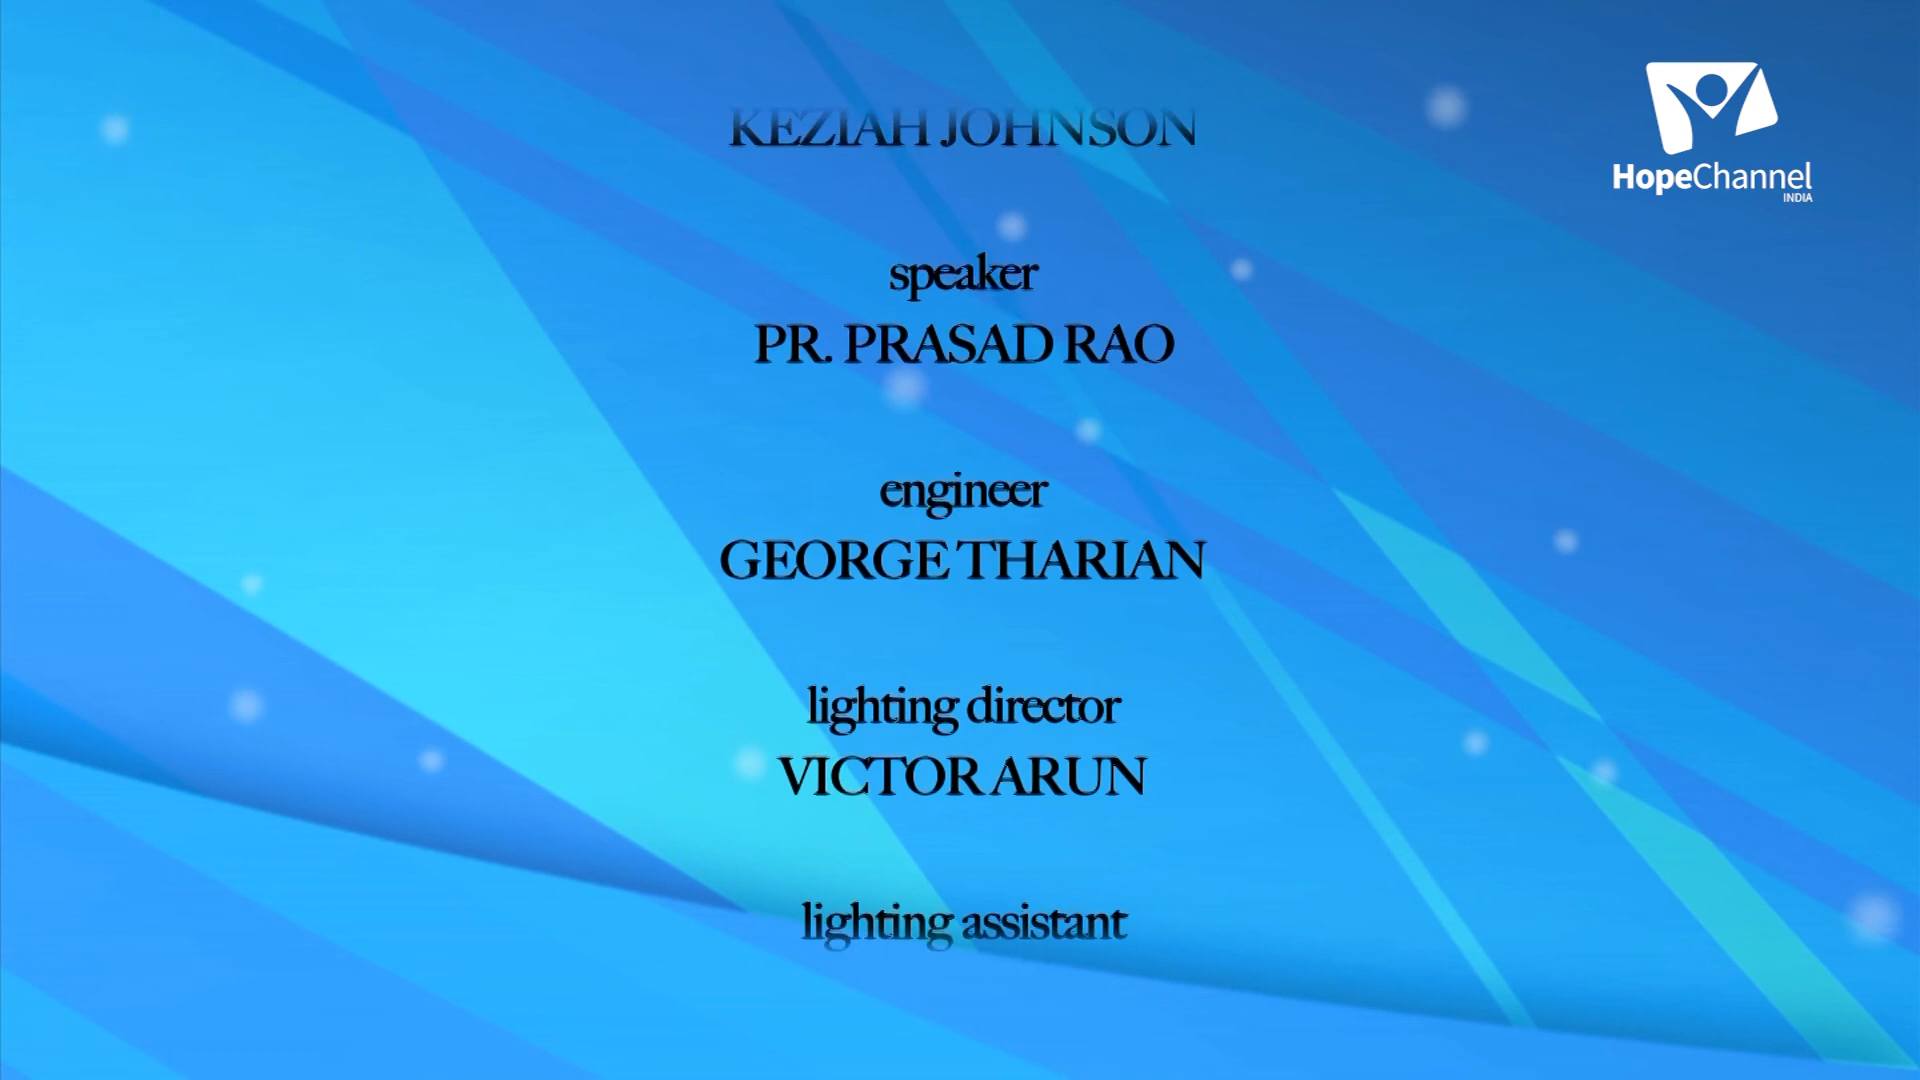 KEZIAH JOHNSON
HopeChannel
INDIA
speaker
PR. PRASAD RAO
engineer
GEORGE THARIAN
lighting director
VICTOR ARUN
lighting assistant